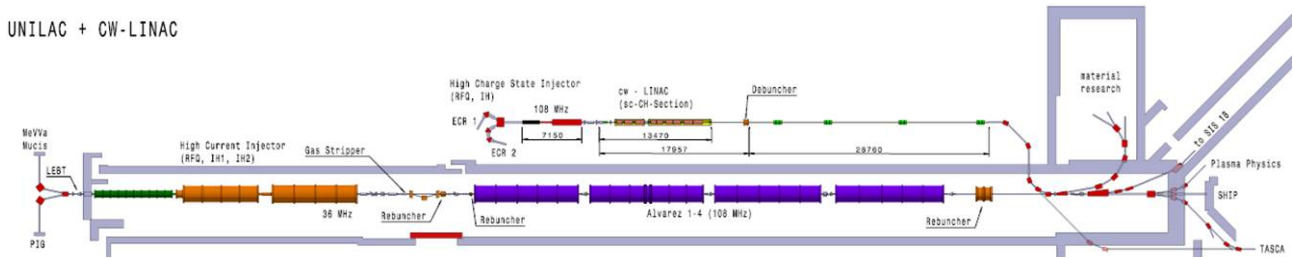 UNILAC + CW-LINAC
High Charge State Injector
(RFQ, IH)
108 MHz
cw - LINAC
(sc-CH-Section)
Debuncher
ECR 1
ECR 2
7150
13470
17957
28760
material
research
to SIS 18
Plasma Physics
SHIP
TASCA
MeVVa
Mucis
LEBT
PIG
High Current Injector
(RFQ, IH1, IH2)
36 MHz
Gas Stripper
Rebuncher
Rebuncher
Alvarez 1-4 (108 MHz)
Rebuncher